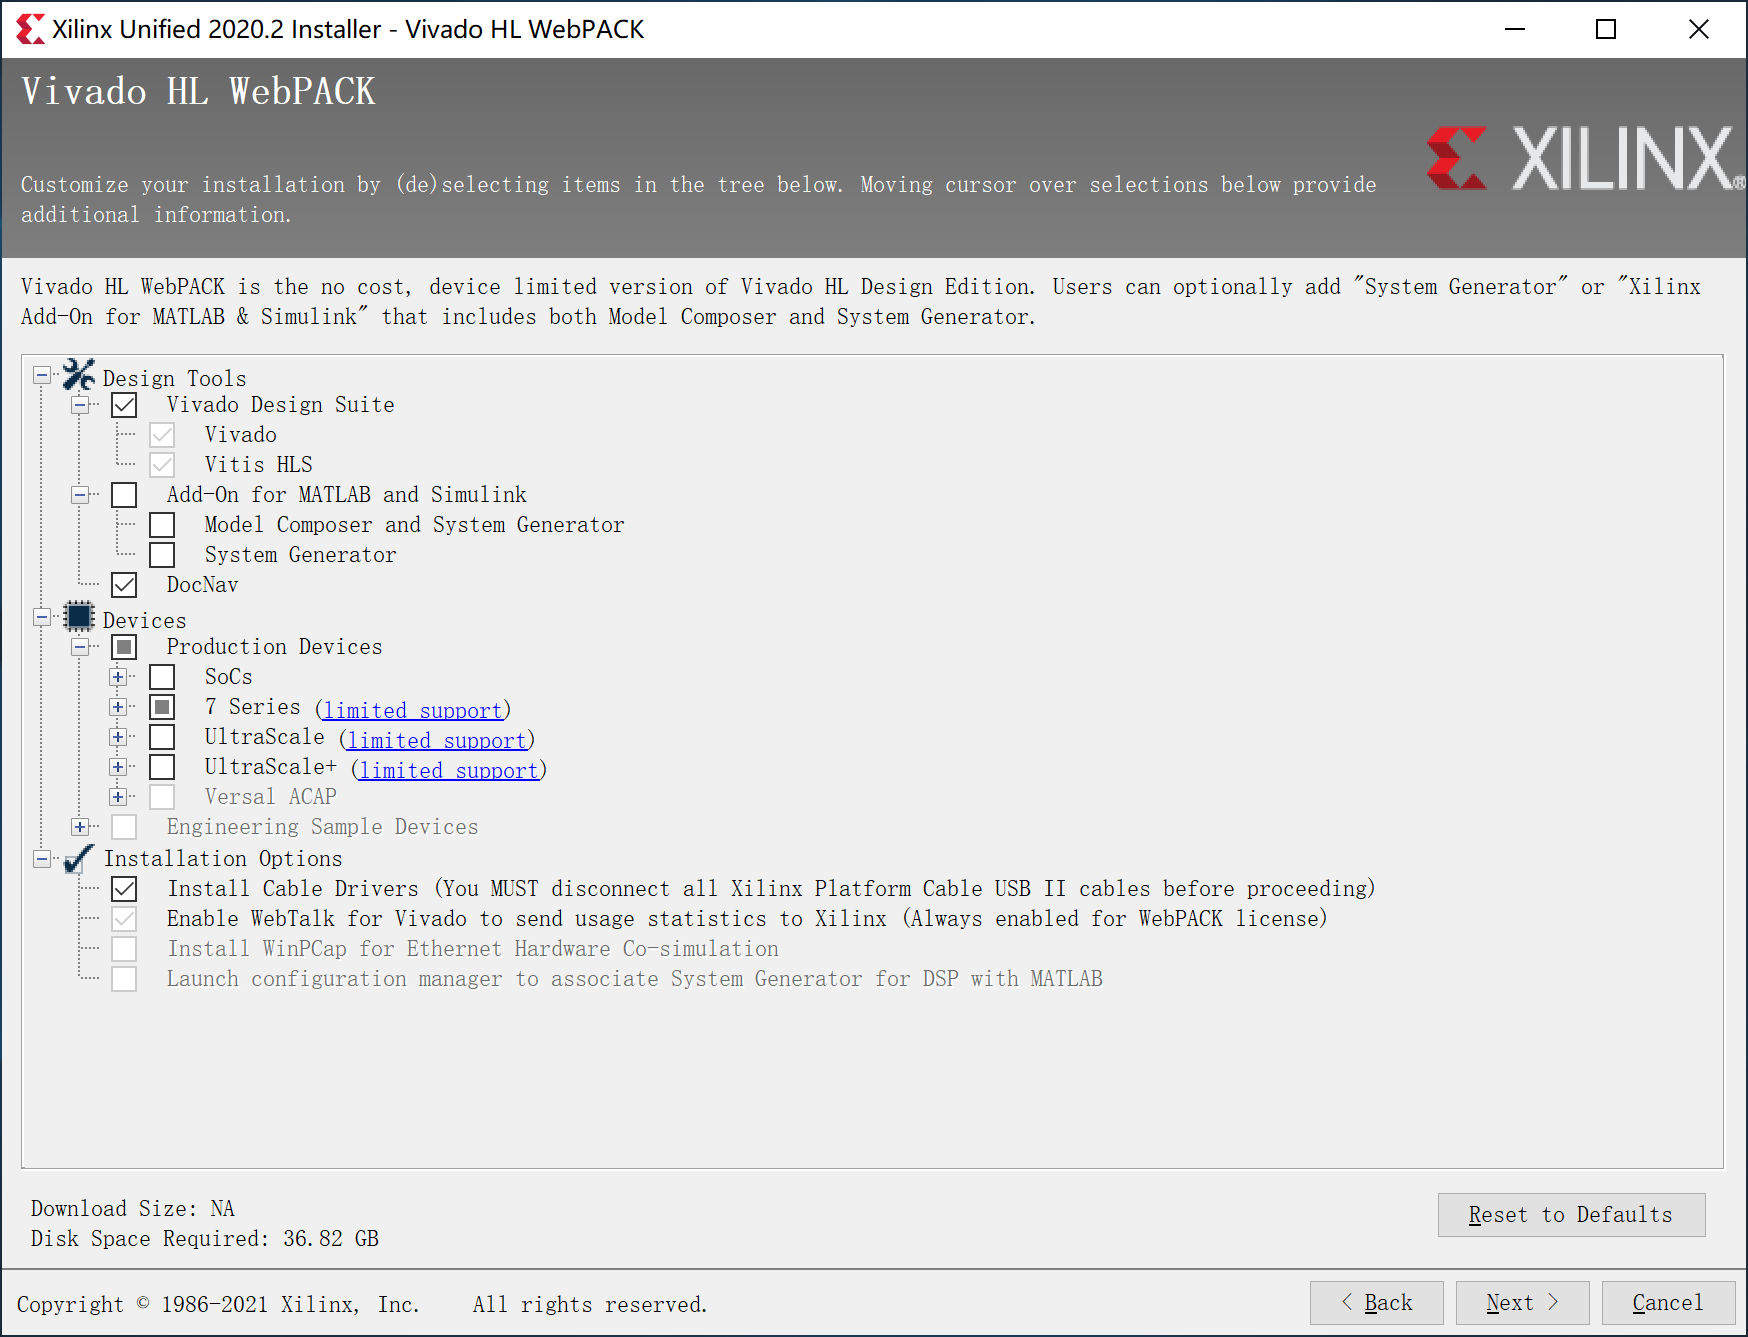 Xilinx Unified 2020.2 Installer - Vivado HL WebPACK
Vivado HL WebPACK
XILINX®
Customize your installation by (de)selecting items in the tree below. Moving cursor over selections below provide
additional information.
Vivado HL WebPACK is the no cost, device limited version of Vivado HL Design Edition. Users can optionally add "System Generator" or "Xilinx
Add-On for MATLAB & Simulink" that includes both Model Composer and System Generator.
Design Tools
Vivado Design Suite
Vivado
Vitis HLS
Add-On for MATLAB and Simulink
Model Composer and System Generator
System Generator
DocNav
Devices
Production Devices
SoCs
7 Series (limited support)
UltraScale (limited support)
UltraScale+ (limited support)
Versal ACAP
Engineering Sample Devices
Installation Options
Install Cable Drivers (You MUST disconnect all Xilinx Platform Cable USB II cables before proceeding)
Enable WebTalk for Vivado to send usage statistics to Xilinx (Always enabled for WebPACK license)
Install WinPCap for Ethernet Hardware Co-simulation
Launch configuration manager to associate System Generator for DSP with MATLAB
Download Size: NA
Disk Space Required: 36.82 GB
Reset to Defaults
Copyright © 1986-2021 Xilinx, Inc. All rights reserved.
< Back
Next >
Cancel